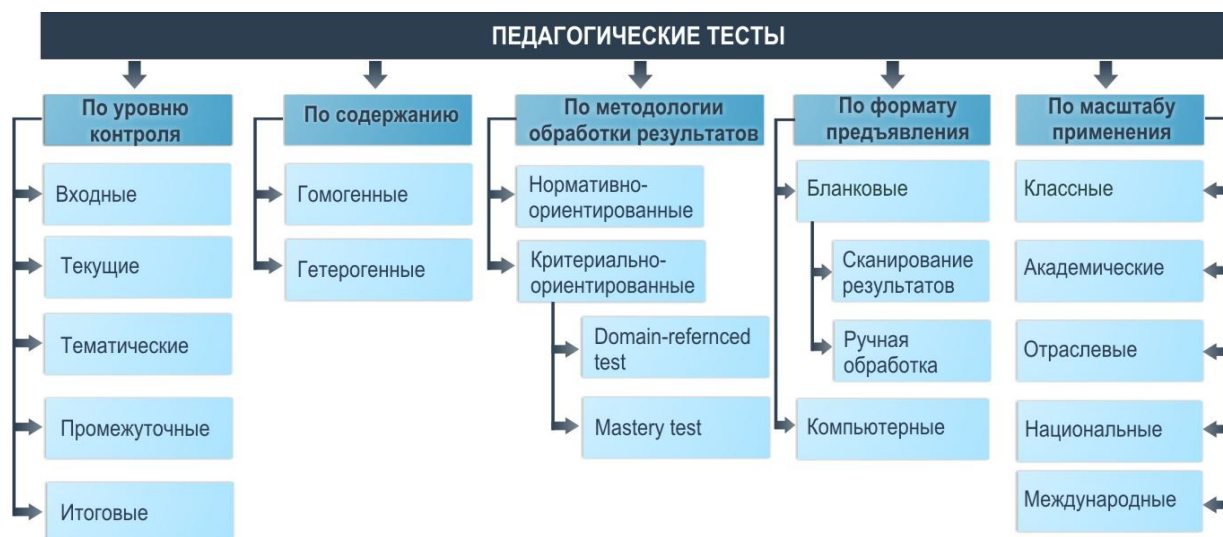 ПЕДАГОГИЧЕСКИЕ ТЕСТЫ
По уровню
контроля
Входные
Текущие
Тематические
Промежуточные
Итоговые
По содержанию
Гомогенные
Гетерогенные
По методологии
обработки результатов
Нормативно-
ориентированные
Критериально-
ориентированные
Domain-refernced
test
Mastery test
По формату
предъявления
Бланковые
Сканирование
результатов
Ручная
обработка
Компьютерные
По масштабу
применения
Классные
Академические
Отраслевые
Национальные
Международные